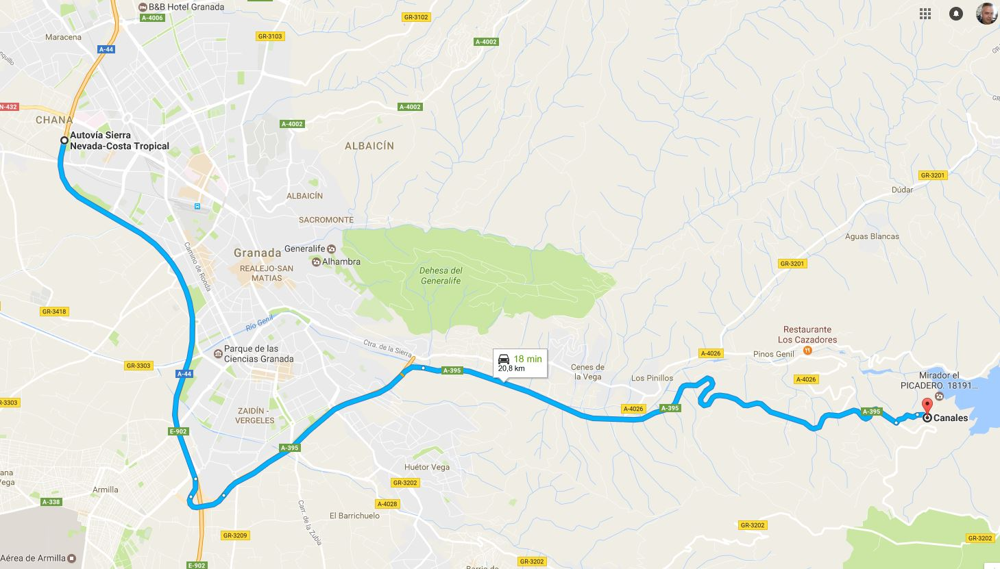 B&B Hotel Granada
A-4006
GR-3102
Maracena
GR-3103
A-4002
A-44
N-432
A-4002
CHANA
A-4002
Autovía Sierra
Nevada-Costa Tropical
ALBAICÍN
GR-3201
Dúdar
ALBAICÍN
SACROMONTE
Aguas Blancas
Generalife
Granada
Alhambra
GR-3201
Camino de Ronda
REALEJO-SAN
MATIAS
Dehesa del
Generalife
GR-3418
Río Genil
Restaurante
Los Cazadores
Ctra. de la Sierra
Parque de las
Ciencias Granada
A-4026
Pinos Genil
18 min
20,8 km
GR-3303
A-44
A-395
Cenes de
la Vega
Los Pinillos
A-4026
Mirador el
PICADERO. 18191...
R-3303
A-4026
A-395
A-395
Canales
ZAIDÍN -
VERGELES
E-902
A-395
Huétor Vega
ana
Vega
GR-3202
Armilla
A-338
A-4028
El Barrichuelo
Carr. de la Zubia
GR-3209
GR-3202
GR-3202
Aérea de Armilla
E-902
GR-3202
Barrio de